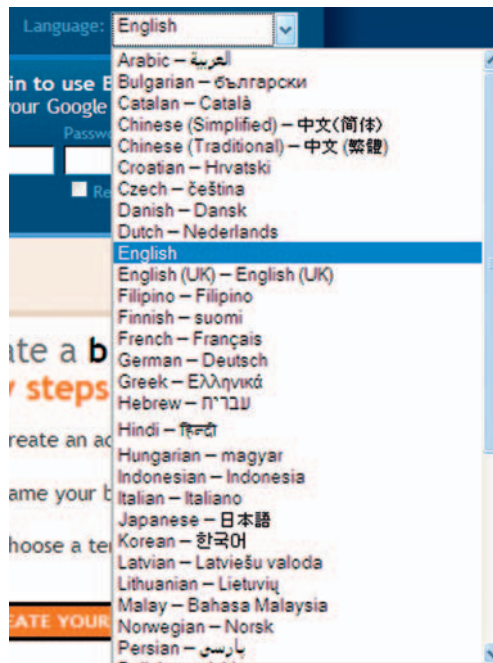 Language: English
Arabic – العربية
in to use B
Bulgarian – български
your Google
Catalan – Català
Chinese (Simplified) – 中文(简体)
Passwo
Chinese (Traditional) – 中文 (繁體)
Croatian – Hrvatski
Re
Czech – čeština
Danish – Dansk
Dutch – Nederlands
English
English (UK) – English (UK)
Filipino – Filipino
Finnish – suomi
ate a b
French – Français
German – Deutsch
steps
Greek – Ελληνικά
Hebrew – עברית
Hindi – हिन्दी
reate an ac
Hungarian – magyar
Indonesian – Indonesia
ame your b
Italian – Italiano
Japanese – 日本語
hoose a te
Korean – 한국어
Latvian – Latviešu valoda
Lithuanian – Lietuvių
Malay – Bahasa Malaysia
EATE YOUR
Norwegian – Norsk
Persian – پارسی